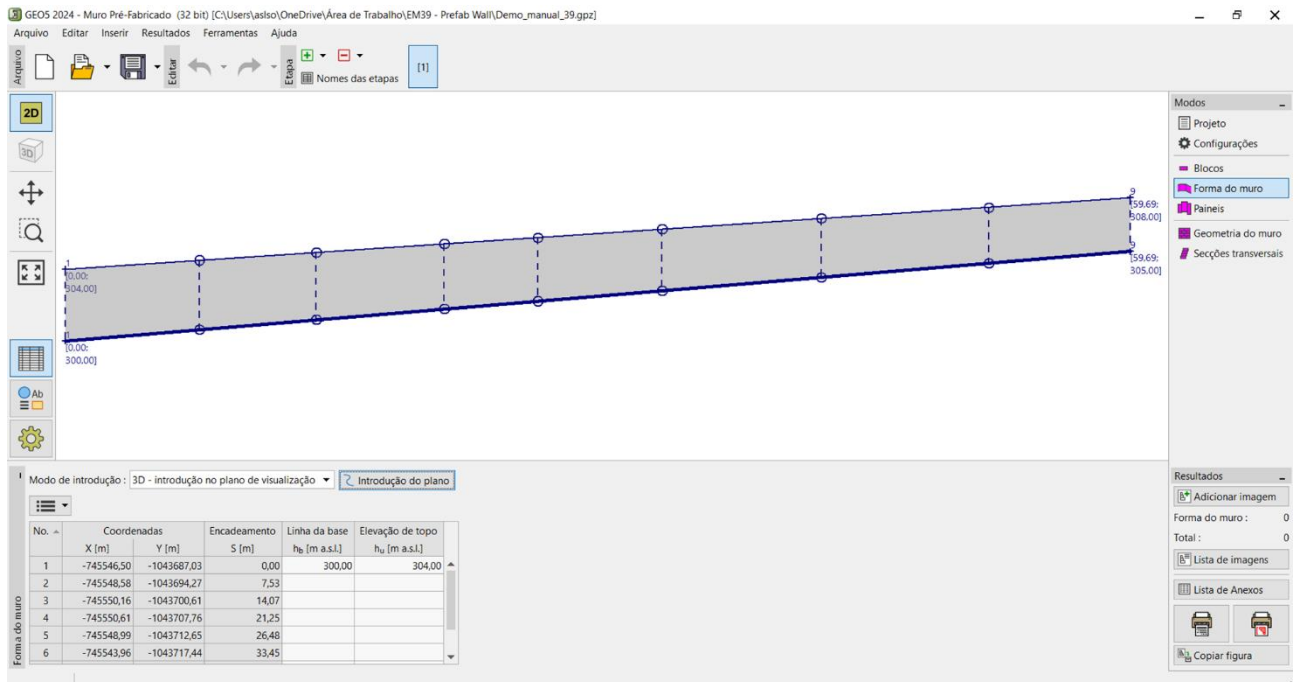 GEO5 2024 - Muro Pré-Fabricado (32 bit) [C:\Users\aslso\OneDrive\Área de Trabalho\EM39 - Prefab Wall\Demo_manual_39.gpz]
Arquivo Editar Inserir Resultados Ferramentas Ajuda
Arquivo
Editar
Etapa
Nomes das etapas
[1]
2D
3D
Ab
1
[0.00:
304.00]
1
[0.00:
300.00]
9
[59.69:
308.00]
9
[59.69:
305.00]
Modos
Projeto
Configurações
Blocos
Forma do muro
Paineis
Geometria do muro
Secções transversais
Modo de introdução : 3D - introdução no plano de visualização Introdução do plano
No. Coordenadas Encadeamento Linha da base Elevação de topo
X [m] Y [m] S [m] hb [m a.s.l.] hu [m a.s.l.]
1 -745546,50 -1043687,03 0,00 300,00 304,00
2 -745548,58 -1043694,27 7,53
3 -745550,16 -1043700,61 14,07
4 -745550,61 -1043707,76 21,25
5 -745548,99 -1043712,65 26,48
6 -745543,96 -1043717,44 33,45
Forma do muro
Resultados
Adicionar imagem
Forma do muro : 0
Total : 0
Lista de imagens
Lista de Anexos
Copiar figura